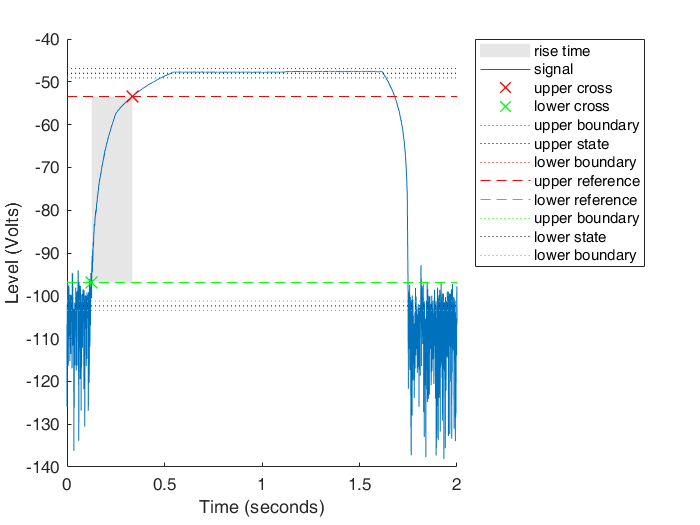 -40
-50
-60
-70
-80
-90
-100
-110
-120
-130
-140
Level (Volts)
0
0.5
1
1.5
2
Time (seconds)
rise time
signal
upper cross
lower cross
upper boundary
upper state
lower boundary
upper reference
lower reference
upper boundary
lower state
lower boundary